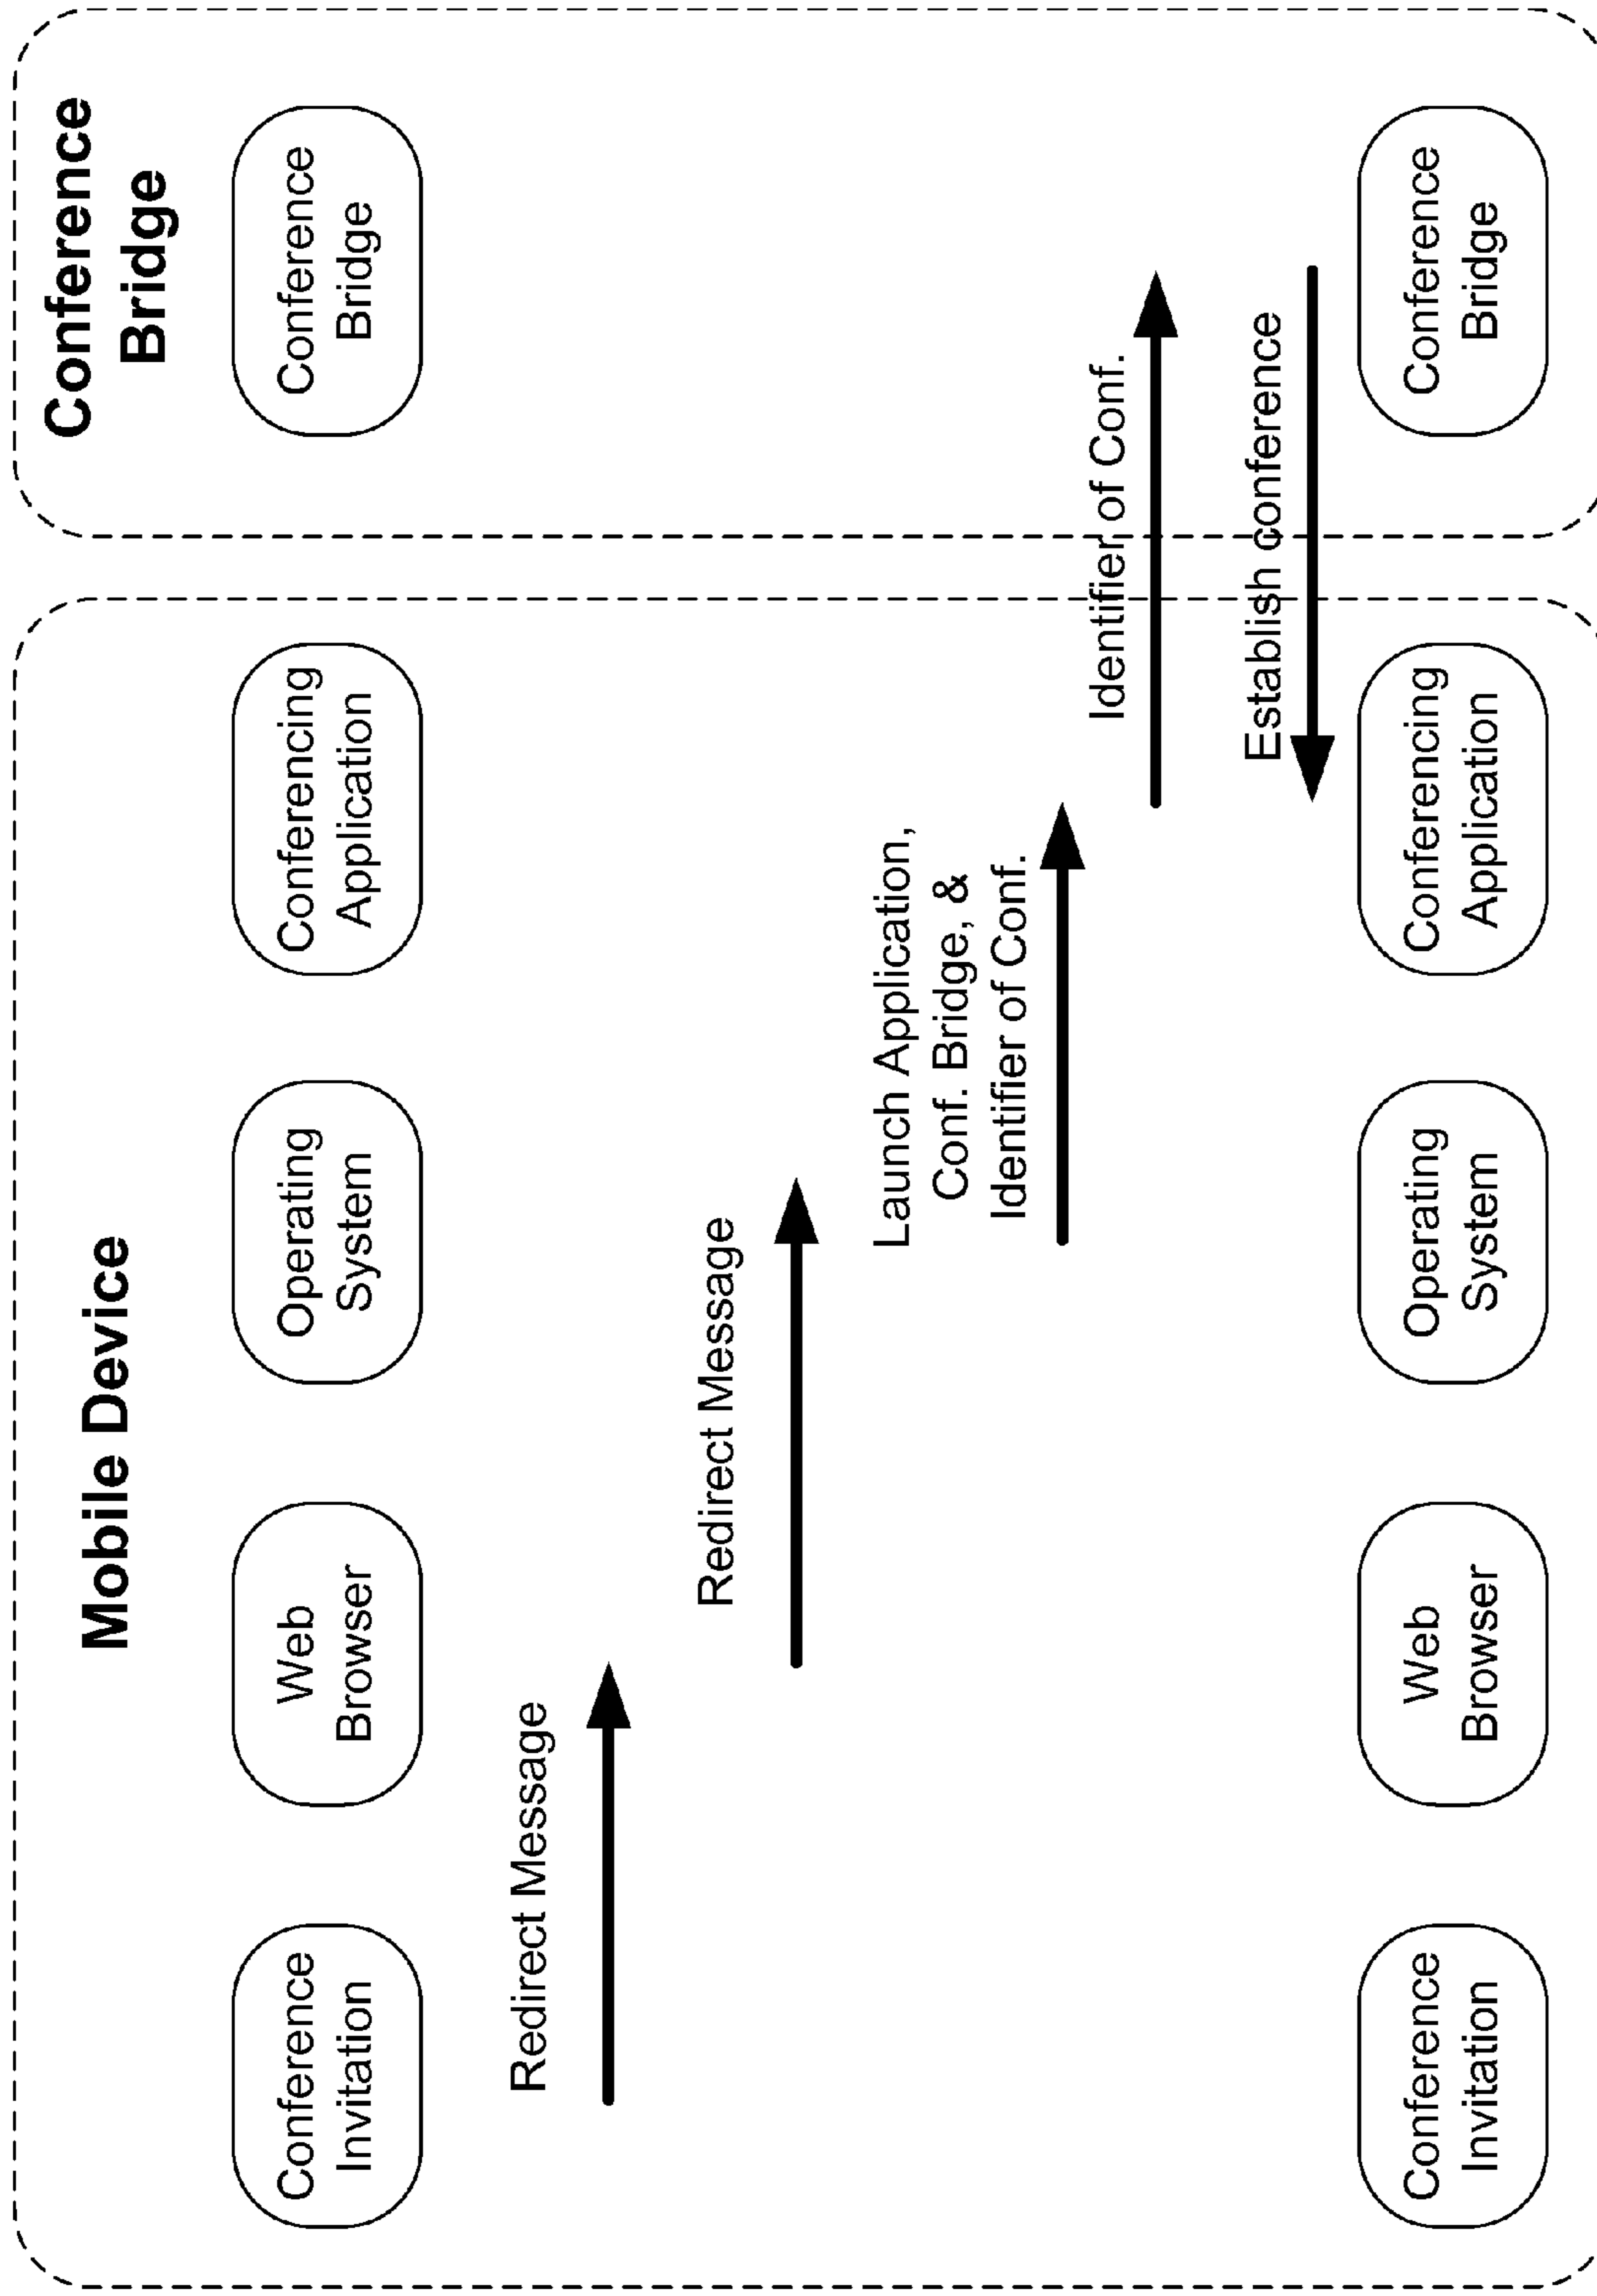 Mobile Device
Conference
Bridge
Conference
Invitation
Web
Browser
Operating
System
Conferencing
Application
Conference
Bridge
Redirect Message
Redirect Message
Launch Application,
Conf. Bridge, &
Identifier of Conf.
Identifier of Conf.
Establish conference
Conference
Invitation
Web
Browser
Operating
System
Conferencing
Application
Conference
Bridge